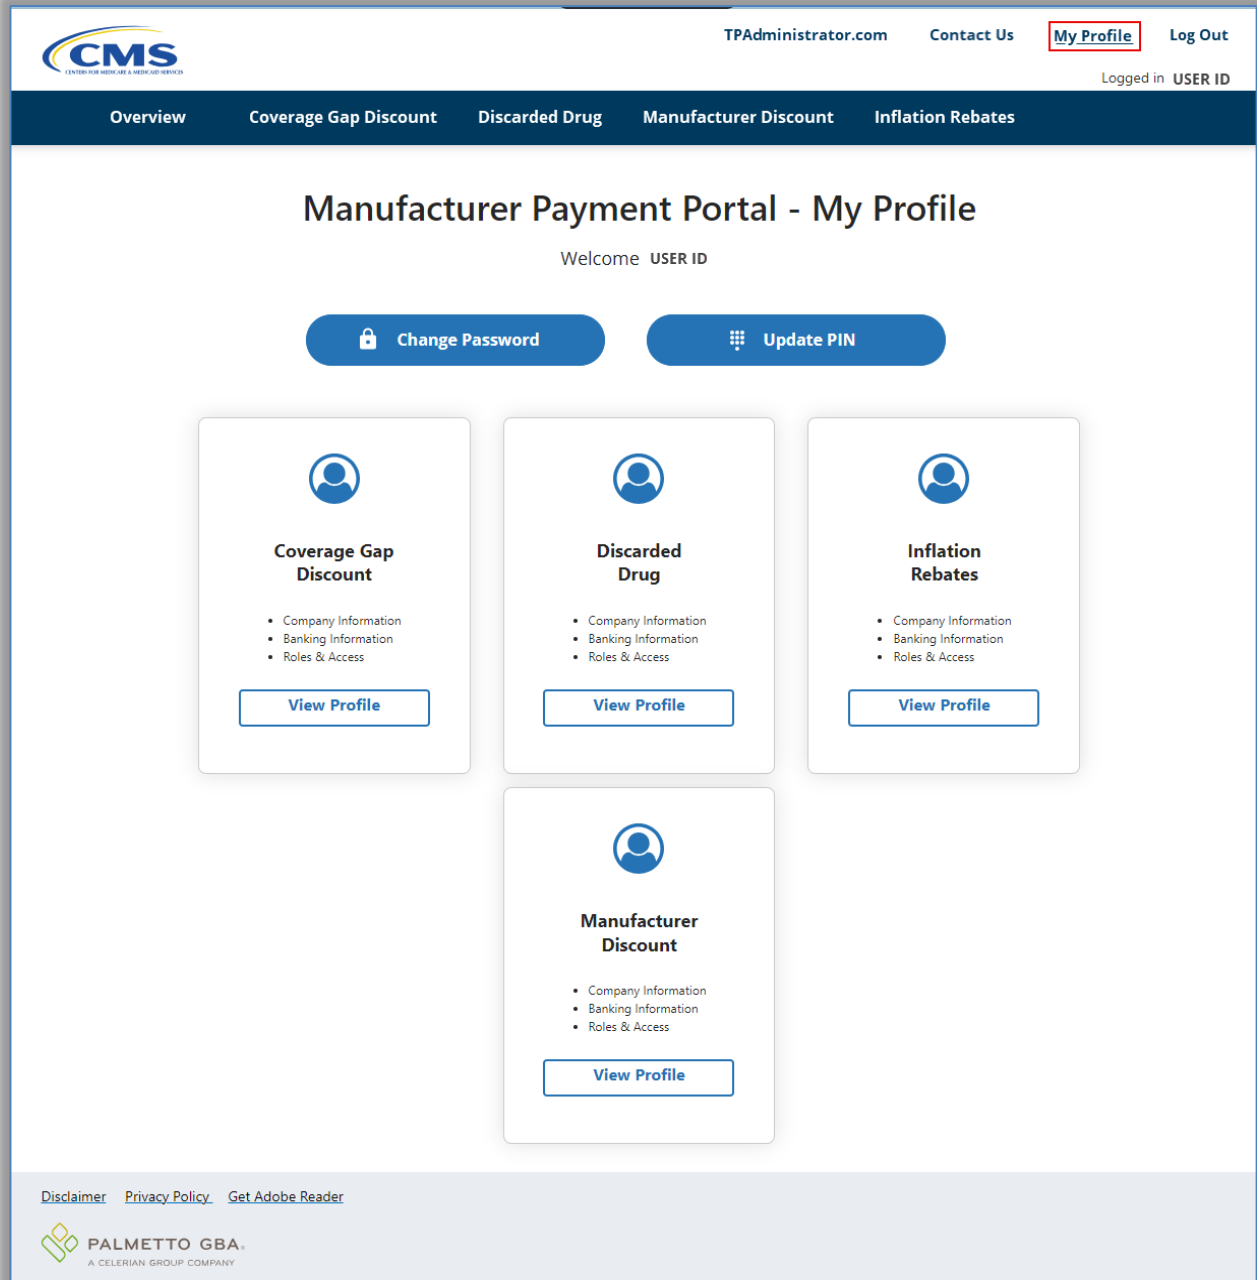 TPAdministrator.com Contact Us My Profile Log Out
CMS
CENTERS FOR MEDICARE & MEDICAID SERVICES
Logged in USER ID
Overview Coverage Gap Discount Discarded Drug Manufacturer Discount Inflation Rebates
Manufacturer Payment Portal - My Profile
Welcome USER ID
Change Password Update PIN
Coverage Gap
Discount
• Company Information
• Banking Information
• Roles & Access
View Profile
Discarded
Drug
• Company Information
• Banking Information
• Roles & Access
View Profile
Inflation
Rebates
• Company Information
• Banking Information
• Roles & Access
View Profile
Manufacturer
Discount
• Company Information
• Banking Information
• Roles & Access
View Profile
Disclaimer Privacy Policy Get Adobe Reader
PALMETTO GBA.
A CELERIAN GROUP COMPANY